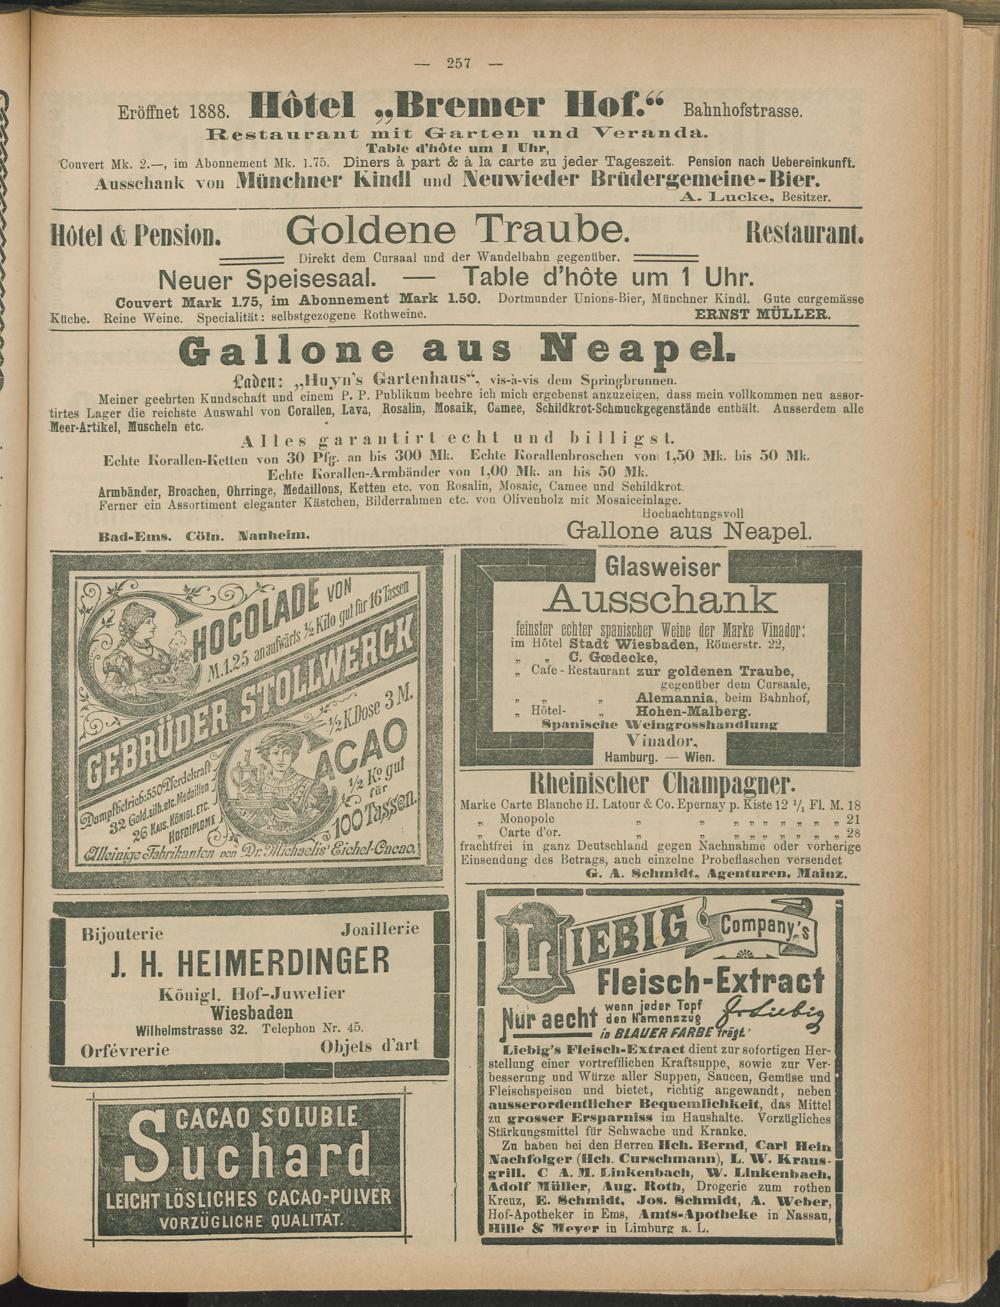 — 257 —
Eröffnet 1888. Hôtel „Bremer Hof.“ Bahnhofstrasse.
Restaurant mit Garten und Veranda.
Table d'hôte um 1 Uhr,
Couvert Mk. 2.—, im Abonnement Mk. 1.75. Diners à part & à la carte zu jeder Tageszeit. Pension nach Uebereinkunft.
Ausschank von Münchner Kindl und Neuwieder Brüdergemeine-Bier.
A. Lucke, Besitzer.
Hôtel & Pension. Goldene Traube. Restaurant.
Direkt dem Cursaal und der Wandelbahn gegenüber.
Neuer Speisesaal. — Table d'hôte um 1 Uhr.
Couvert Mark 1.75, im Abonnement Mark 1.50. Dortmunder Unions-Bier, Münchner Kindl. Gute curgemässe
Küche. Reine Weine. Specialität: selbstgezogene Rothweine. ERNST MÜLLER.
Gallone aus Neapel.
Laden: „Huyn's Gartenhaus“, vis-à-vis dem Springbrunnen.
Meiner geehrten Kundschaft und einem P. P. Publikum beehre ich mich ergebenst anzuzeigen, dass mein vollkommen neu assor-
tirtes Lager die reichste Auswahl von Corallen, Lava, Rosalin, Mosaik, Camee, Schildkrot-Schmuckgegenstände enthält. Ausserdem alle
Meer-Artikel, Muscheln etc.
Alles garantirt echt und billigst.
Echte Korallen-Ketten von 30 Pfg. an bis 300 Mk. Echte Korallenbroschen von 1,50 Mk. bis 50 Mk.
Echte Korallen-Armbänder von 1,00 Mk. an bis 50 Mk.
Armbänder, Broschen, Ohrringe, Medaillons, Ketten etc. von Rosalin, Mosaic, Camee und Schildkrot.
Ferner ein Assortiment eleganter Kästchen, Bilderrahmen etc. von Olivenholz mit Mosaiceinlage.
Hochachtungsvoll
Bad-Ems. Cöln. Nauheim. Gallone aus Neapel.
CHOCOLADE VON
M. 1.25 an aufwärts ½ Kilo gut für 16 Tassen
GEBRÜDER STOLLWERCK
½ K. Dose 3 M.
CACAO
½ Ko gut
für
100 Tassen.
Dampfbetrieb: 550 Pferdekraft
32 Gold. silb. etc. Medaillen
26 KAIS. KÖNIGL. ETC.
HOFDIPLOME
Alleinige Fabrikanten von Dr. Michaelis' Eichel-Cacao.
Bijouterie Joaillerie
J. H. HEIMERDINGER
Königl. Hof-Juwelier
Wiesbaden
Wilhelmstrasse 32. Telephon Nr. 45.
Orfévrerie Objets d'art
CACAO SOLUBLE
Suchard
LEICHT LÖSLICHES CACAO-PULVER
VORZÜGLICHE QUALITÄT.
Glasweiser
Ausschank
feinster echter spanischer Weine der Marke Vinador:
im Hôtel Stadt Wiesbaden, Römerstr. 22,
„ „ C. Gœdecke,
„ Cafe-Restaurant zur goldenen Traube,
gegenüber dem Cursaale,
„ „ „ Alemannia, beim Bahnhof,
„ Hôtel- „ Hohen-Malberg.
Spanische Weingrosshandlung
Vinador,
Hamburg. — Wien.
Rheinischer Champagner.
Marke Carte Blanche H. Latour & Co. Epernay p. Kiste 12 ¹/₁ Fl. M. 18
„ Monopole „ „ „ „ „ „ „ „ 21
„ Carte d'or. „ „ „ „ „ „ „ „ 28
frachtfrei in ganz Deutschland gegen Nachnahme oder vorherige
Einsendung des Betrags, auch einzelne Probeflaschen versendet
G. A. Schmidt, Agenturen, Mainz.
LIEBIG Company's
Fleisch-Extract
Nur aecht wenn jeder Topf
den Namenszug J v Liebig
in BLAUER FARBE trägt.
Liebig's Fleisch-Extract dient zur sofortigen Her-
stellung einer vortrefflichen Kraftsuppe, sowie zur Ver-
besserung und Würze aller Suppen, Saucen, Gemüse und
Fleischspeisen und bietet, richtig angewandt, neben
ausserordentlicher Bequemlichkeit, das Mittel
zu grosser Ersparniss im Haushalte. Vorzügliches
Stärkungsmittel für Schwache und Kranke.
Zu haben bei den Herren Hch. Bernd, Carl Hein
Nachfolger (Hch. Curschmann), L. W. Kraus-
grill, C A. M. Linkenbach, W. Linkenbach,
Adolf Müller, Aug. Roth, Drogerie zum rothen
Kreuz, E. Schmidt, Jos. Schmidt, A. Weber,
Hof-Apotheker in Ems, Amts-Apotheke in Nassau,
Hille & Meyer in Limburg a. L.